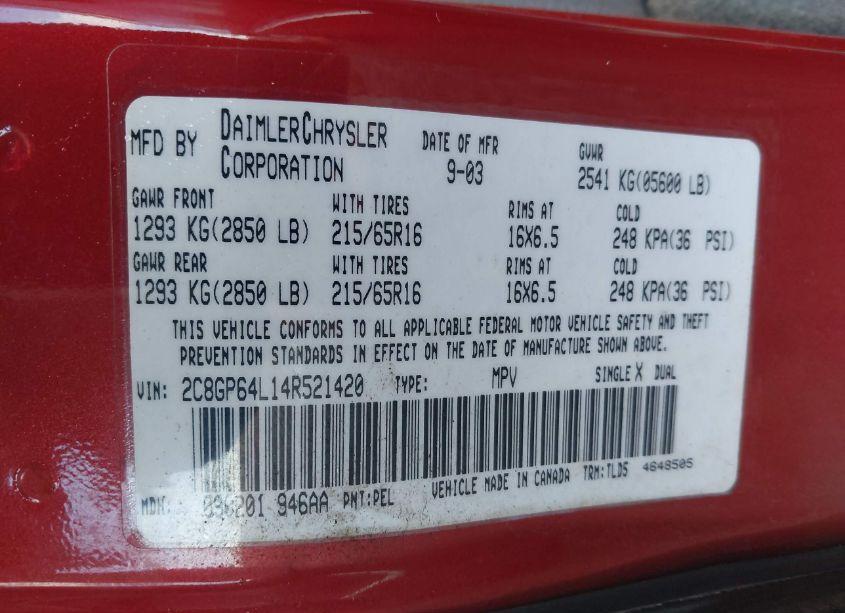 MFD BY DAIMLERCHRYSLER CORPORATION DATE OF MFR 9-03 GVWR 2541 KG(05600 LB)
GAWR FRONT WITH TIRES RIMS AT COLD
1293 KG(2850 LB) 215/65R16 16X6.5 248 KPA(36 PSI)
GAWR REAR WITH TIRES RIMS AT COLD
1293 KG(2850 LB) 215/65R16 16X6.5 248 KPA(36 PSI)
THIS VEHICLE CONFORMS TO ALL APPLICABLE FEDERAL MOTOR VEHICLE SAFETY AND THEFT
PREVENTION STANDARDS IN EFFECT ON THE DATE OF MANUFACTURE SHOWN ABOVE.
VIN: 2C8GP64L14R521420 TYPE: MPV SINGLE X DUAL
MDH: 096201 946AA PNT:PEL VEHICLE MADE IN CANADA TRM:TLD5 4648505